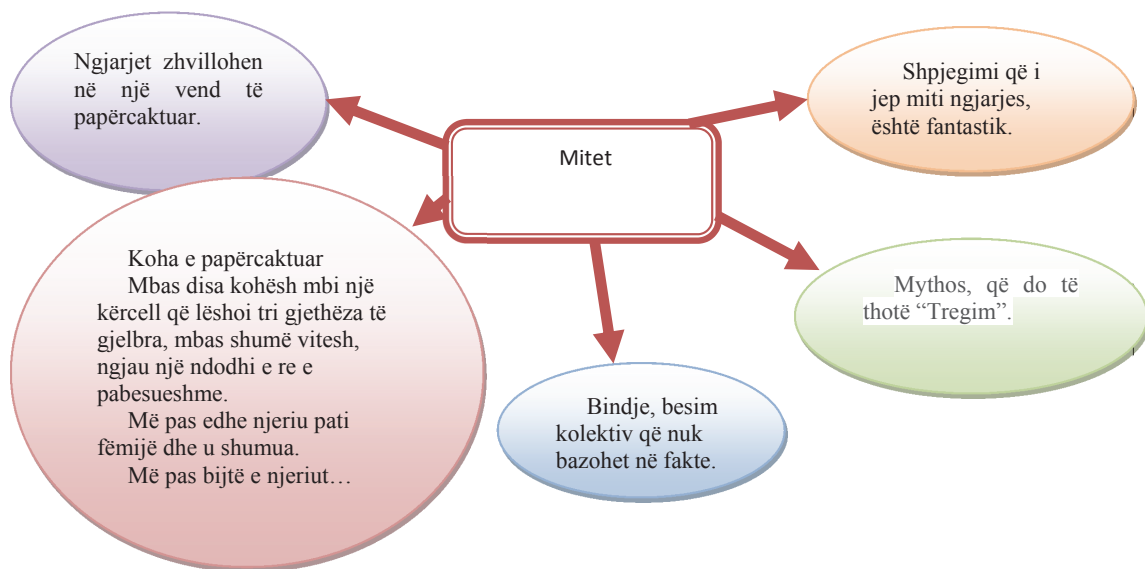 Ngjarjet zhvillohen
në një vend të
papërcaktuar.
Mitet
Shpjegimi që i
jep miti ngjarjes,
është fantastik.
Koha e papërcaktuar
Mbas disa kohësh mbi një
kërcell që lëshoi tri gjethëza të
gjelbra, mbas shumë vitesh,
ngjau një ndodhi e re e
pabesueshme.
Më pas edhe njeriu pati
fëmijë dhe u shumua.
Më pas bijtë e njeriut…
Mythos, që do të
thotë “Tregim”.
Bindje, besim
kolektiv që nuk
bazohet në fakte.